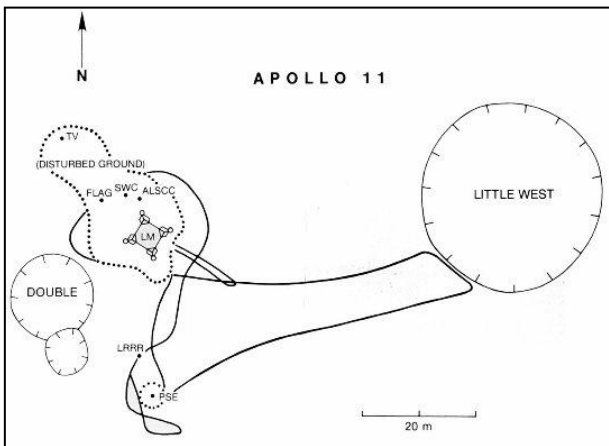 N
APOLLO 11
TV
(DISTURBED GROUND)
FLAG SWC ALSCC
LITTLE WEST
LM
DOUBLE
LRRR
PSE
20 m